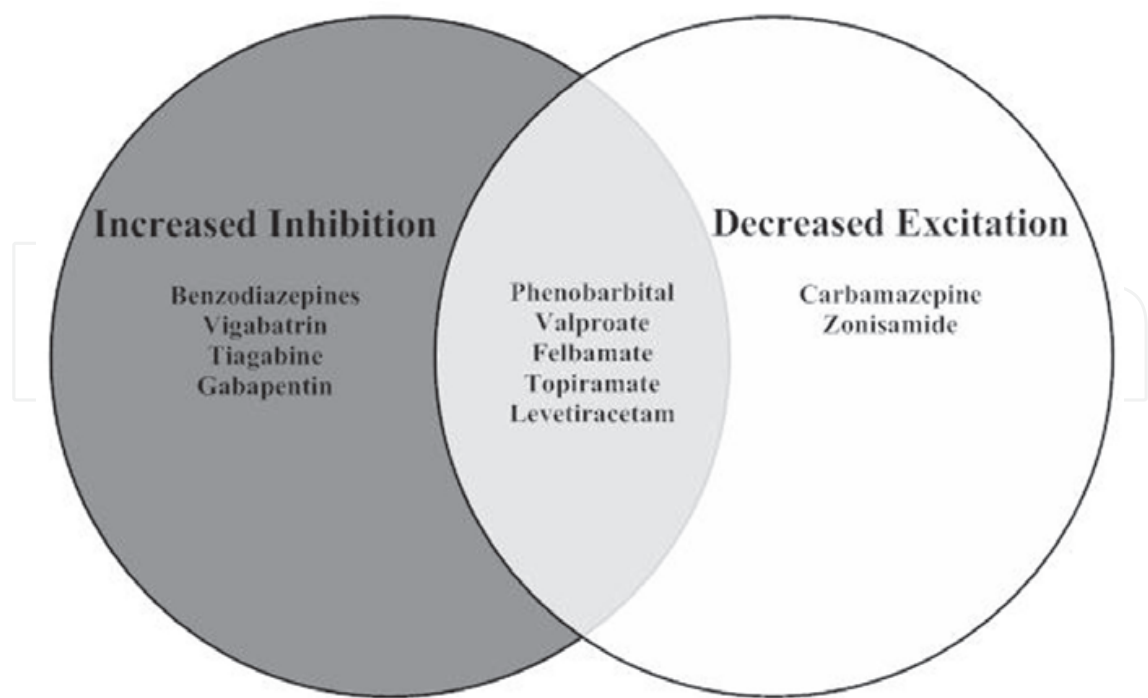 Increased Inhibition
Benzodiazepines
Vigabatrin
Tiagabine
Gabapentin
Phenobarbital
Valproate
Felbamate
Topiramate
Levetiracetam
Decreased Excitation
Carbamazepine
Zonisamide